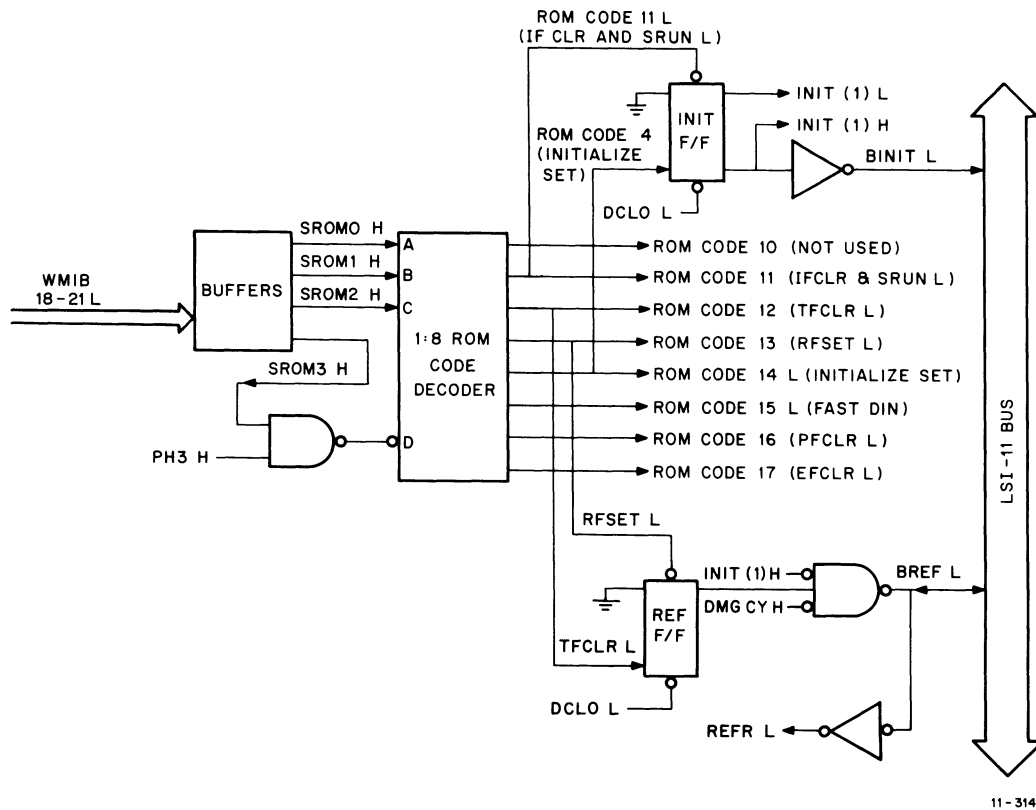 ROM CODE 11 L
(IF CLR AND SRUN L)
INIT (1) L
INIT
F/F
INIT (1) H
ROM CODE 4
(INITIALIZE
SET)
BINIT L
DCLO L
SROM0 H
SROM1 H
SROM2 H
SROM3 H
WMIB
18-21 L
BUFFERS
A
B
C
D
1:8 ROM
CODE
DECODER
PH3 H
ROM CODE 10 (NOT USED)
ROM CODE 11 (IFCLR & SRUN L)
ROM CODE 12 (TFCLR L)
ROM CODE 13 (RFSET L)
ROM CODE 14 L (INITIALIZE SET)
ROM CODE 15 L (FAST DIN)
ROM CODE 16 (PFCLR L)
ROM CODE 17 (EFCLR L)
LSI-11 BUS
RFSET L
INIT (1) H
DMG CY H
BREF L
REF
F/F
TFCLR L
DCLO L
REFR L
11-314